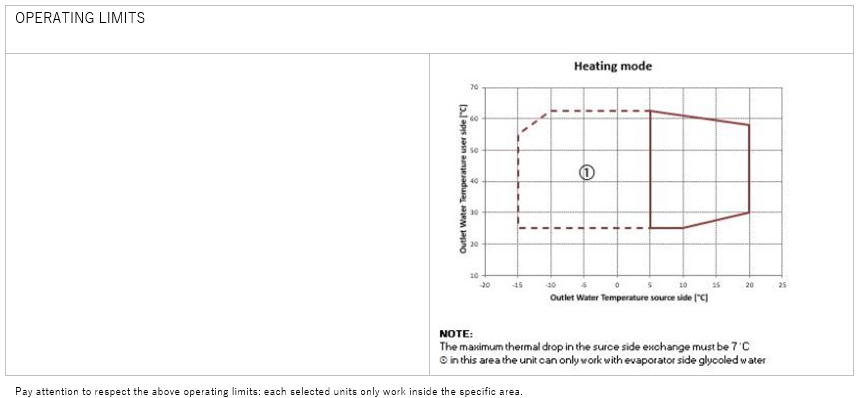 OPERATING LIMITS
Heating mode
Outlet Water Temperature user side [°C]
70
60
50
40
30
20
10
①
-20 -15 -10 -5 0 5 10 15 20 25
Outlet Water Temperature source side [°C]
NOTE:
The maximum thermal drop in the surce side exchange must be 7°C
① in this area the unit can only work with evaporator side glycoled water
Pay attention to respect the above operating limits: each selected units only work inside the specific area.